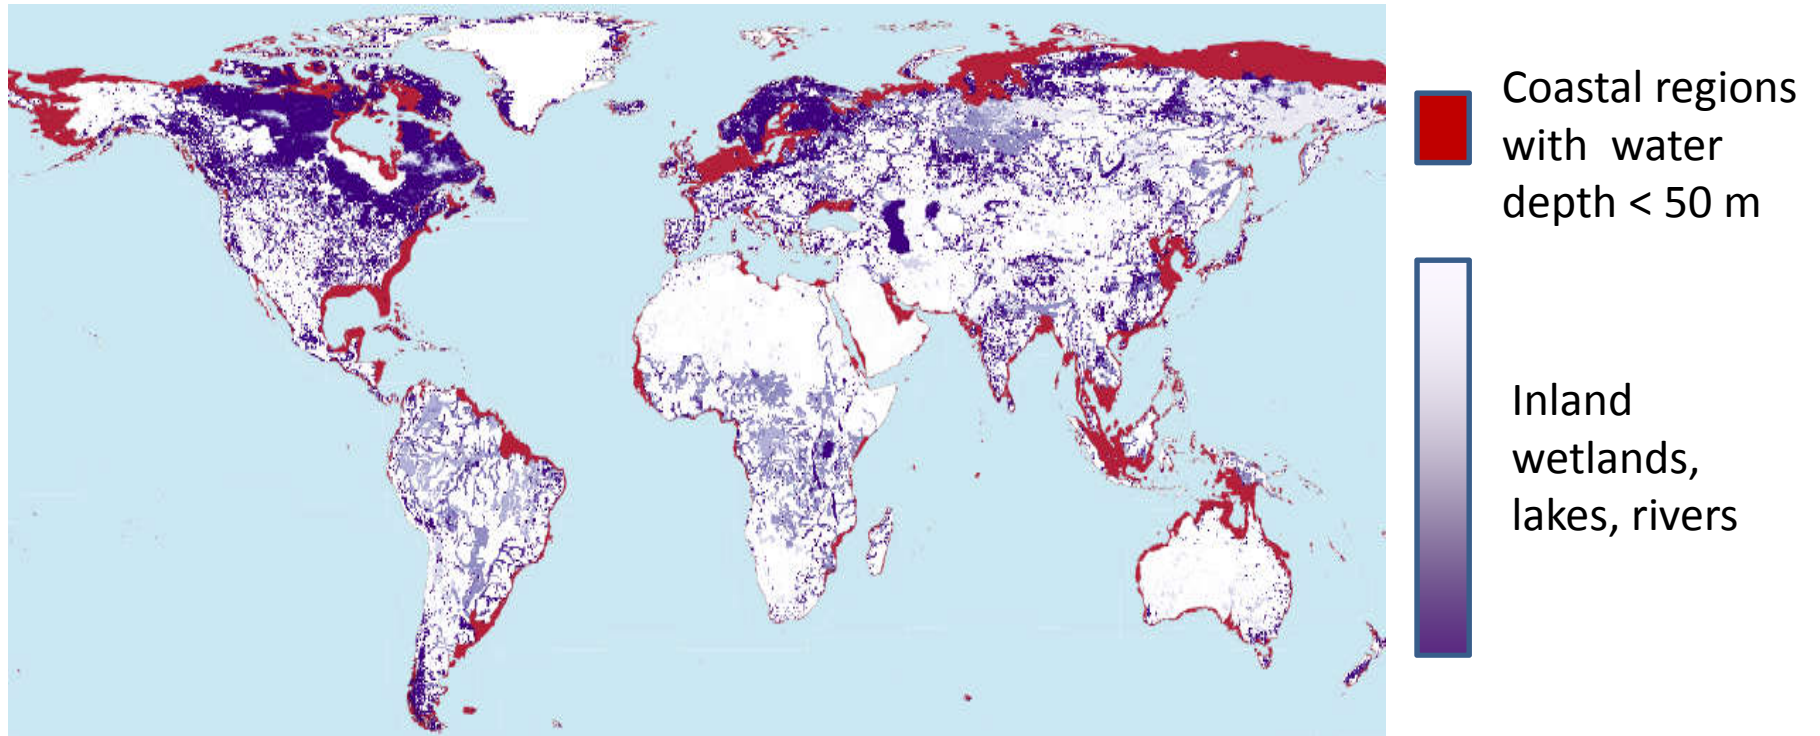 Coastal regions
with water
depth < 50 m
Inland
wetlands,
lakes, rivers